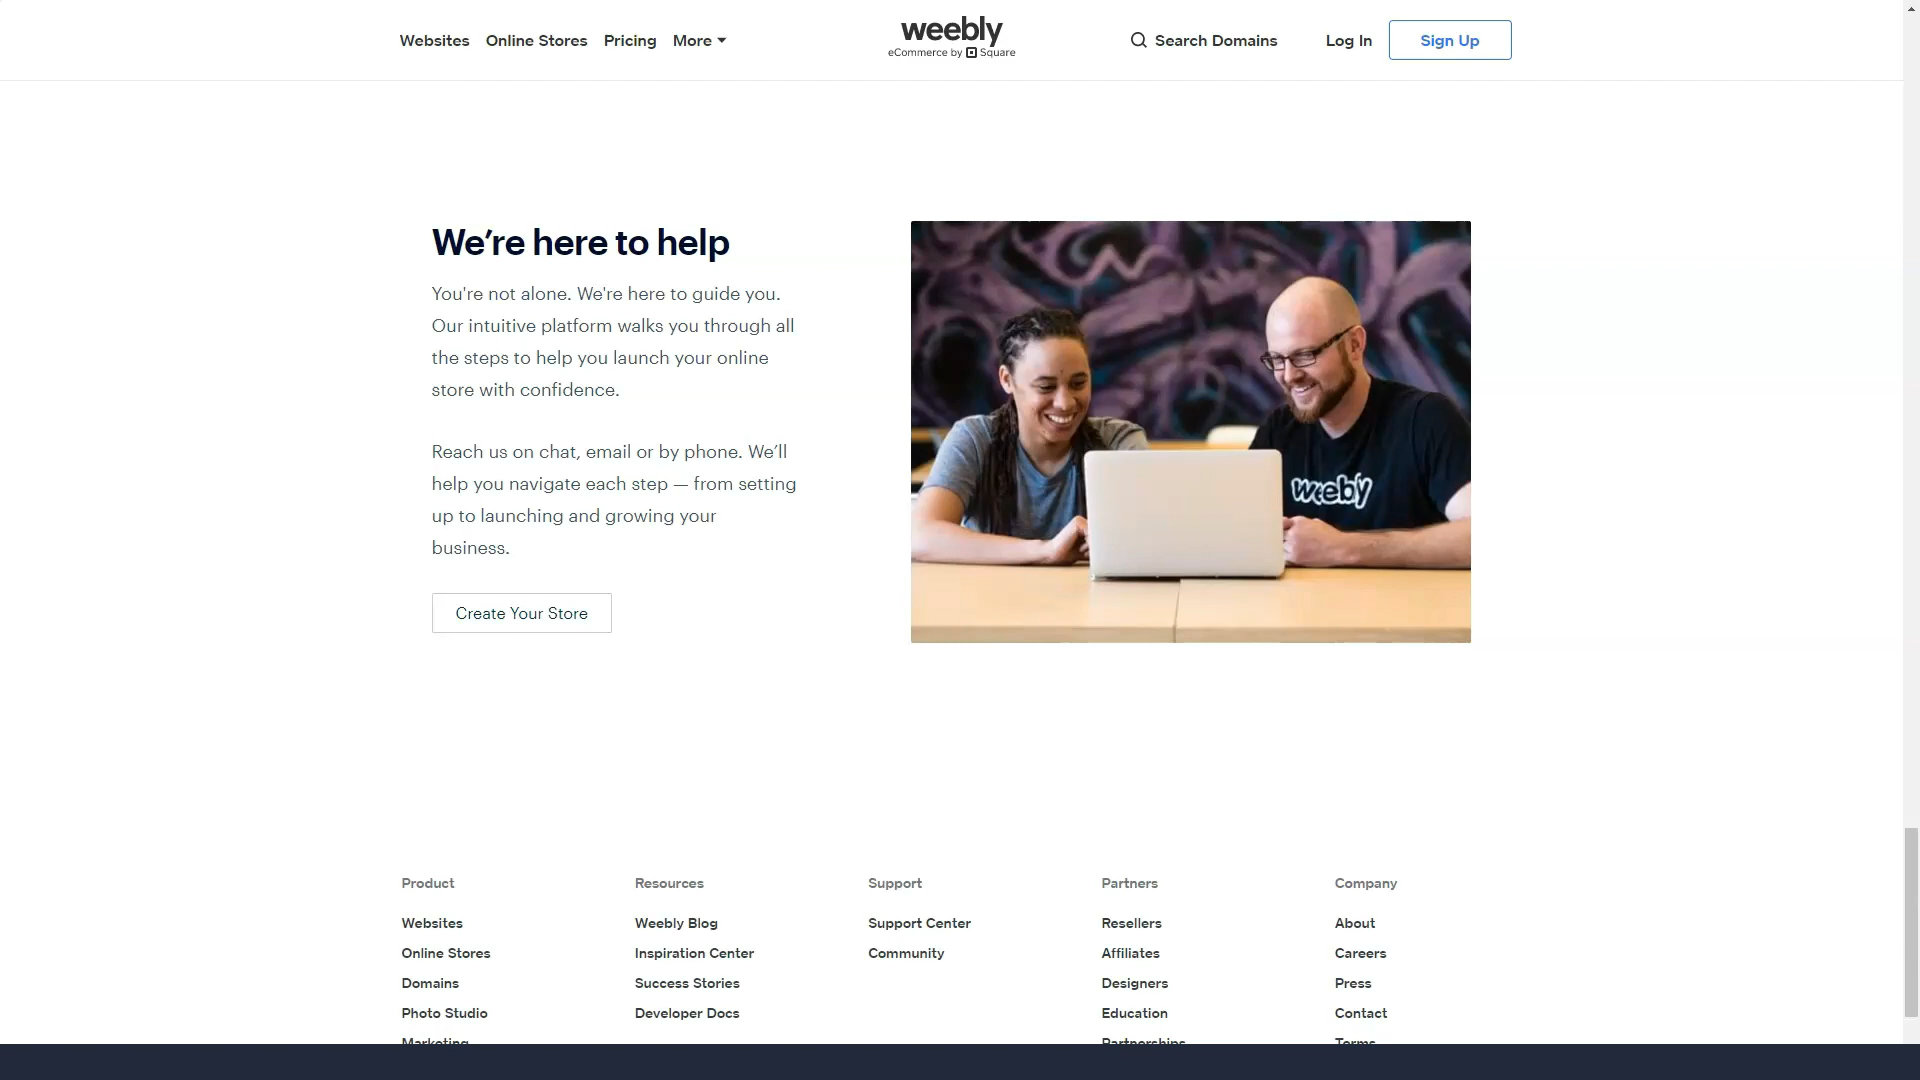 Websites Online Stores Pricing More
weebly
eCommerce by Square
Search Domains Log In Sign Up
We’re here to help
You're not alone. We're here to guide you.
Our intuitive platform walks you through all
the steps to help you launch your online
store with confidence.
Reach us on chat, email or by phone. We’ll
help you navigate each step — from setting
up to launching and growing your
business.
Create Your Store
weebly
Product
Websites
Online Stores
Domains
Photo Studio
Marketing
Resources
Weebly Blog
Inspiration Center
Success Stories
Developer Docs
Support
Support Center
Community
Partners
Resellers
Affiliates
Designers
Education
Partnerships
Company
About
Careers
Press
Contact
Terms